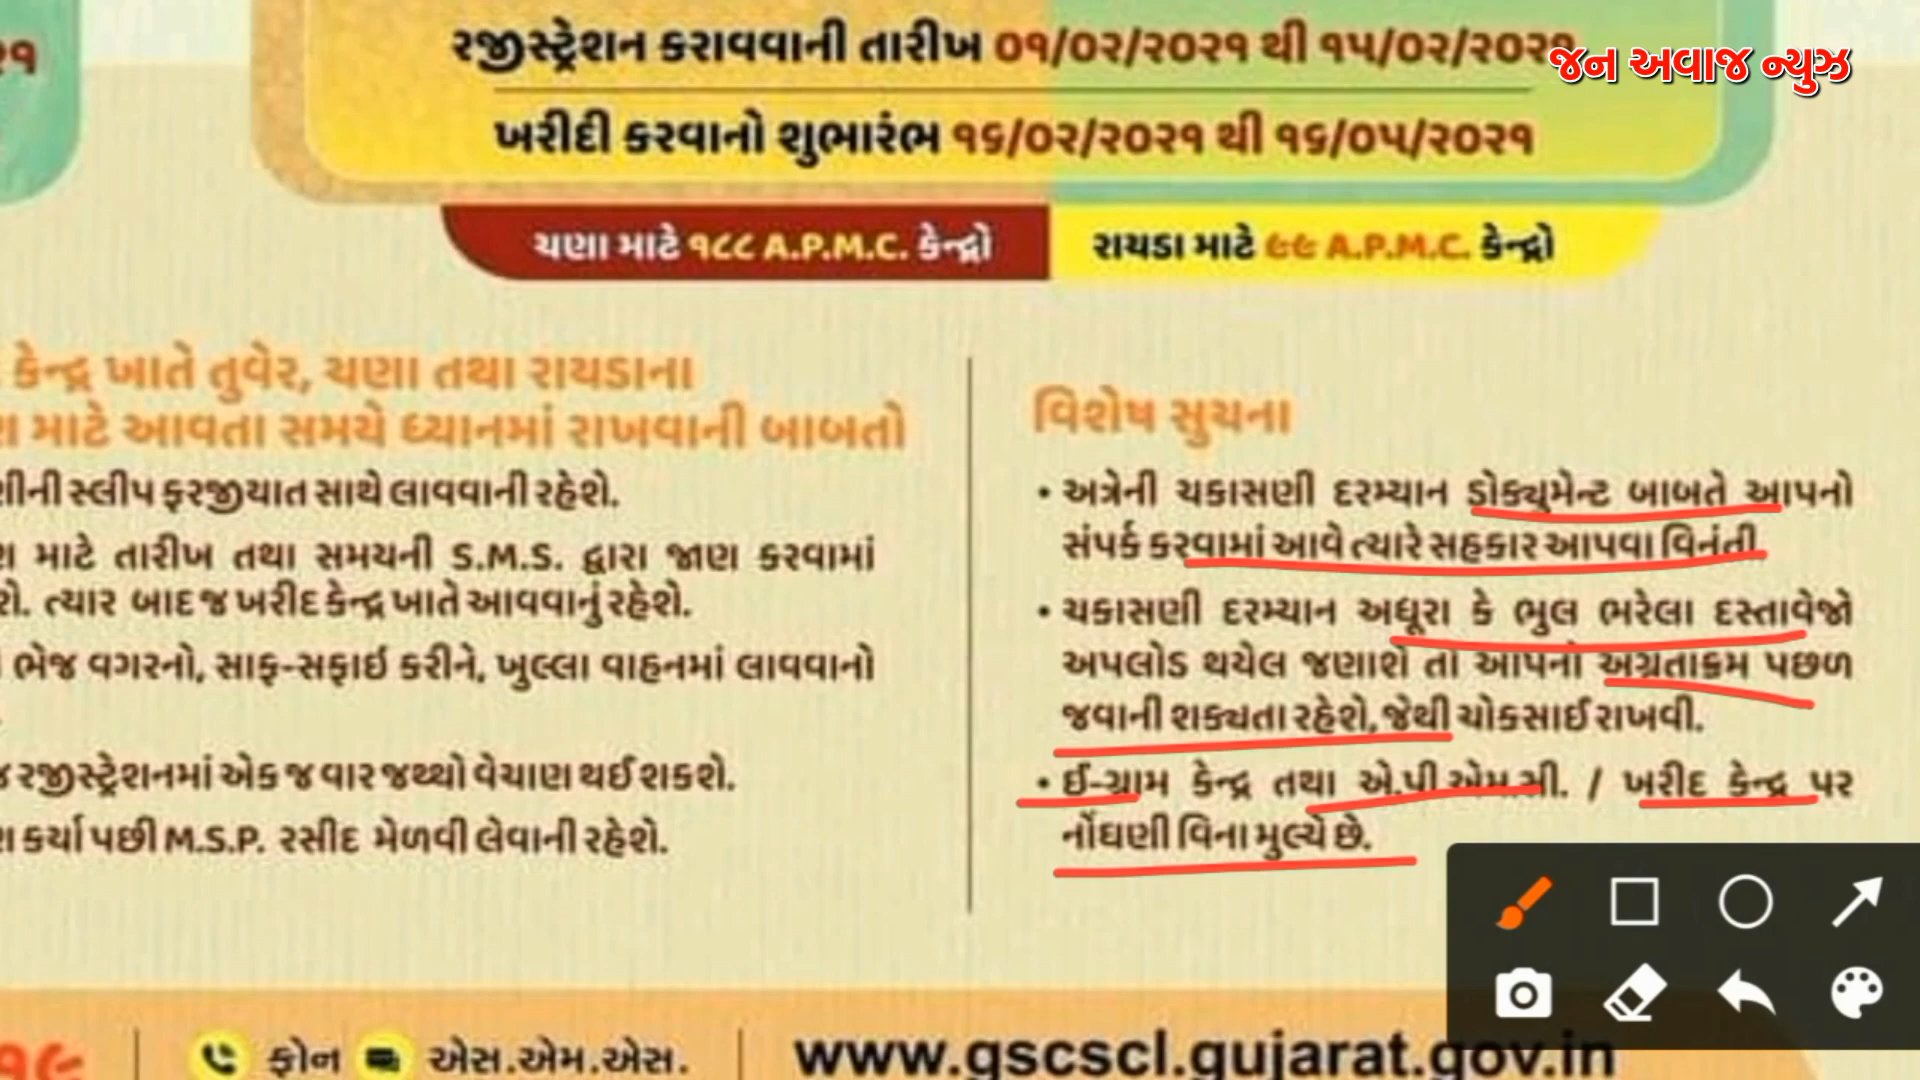 રજીસ્ટ્રેશન કરાવવાની તારીખ ૦૧/૦૨/૨૦૨૧ થી ૧૫/૦૨/૨૦૨૧
જન અવાજ ન્યુઝ
ખરીદી કરવાનો શુભારંભ ૧૬/૦૨/૨૦૨૧ થી ૧૬/૦૫/૨૦૨૧
ચણા માટે ૧૮૮ A.P.M.C. કેન્દ્રો
રાયડા માટે ૯૯ A.P.M.C. કેન્દ્રો
કેન્દ્ર ખાતે તુવેર, ચણા તથા રાયડાના
માટે આવતા સમયે ધ્યાનમાં રાખવાની બાબતો
સ્લીપ ફરજીયાત સાથે લાવવાની રહેશે.
માટે તારીખ તથા સમયની S.M.S. દ્વારા જાણ કરવામાં
ત્યાર બાદ જ ખરીદ કેન્દ્ર ખાતે આવવાનું રહેશે.
ભેજ વગરનો, સાફ-સફાઇ કરીને, ખુલ્લા વાહનમાં લાવવાનો
રજીસ્ટ્રેશનમાં એક જ વાર જથ્થો વેચાણ થઈ શકશે.
કર્યા પછી M.S.P. રસીદ મેળવી લેવાની રહેશે.
વિશેષ સુચના
• અત્રેની ચકાસણી દરમ્યાન ડોક્યુમેન્ટ બાબતે આપનો
સંપર્ક કરવામાં આવે ત્યારે સહકાર આપવા વિનંતી
• ચકાસણી દરમ્યાન અધૂરા કે ભુલ ભરેલા દસ્તાવેજો
અપલોડ થયેલ જણાશે તો આપનો અગ્રતાક્રમ પછળ
જવાની શક્યતા રહેશે, જેથી ચોકસાઈ રાખવી.
• ઈ-ગ્રામ કેન્દ્ર તથા એ.પી.એમ.સી. / ખરીદ કેન્દ્ર પર
નોંઘણી વિના મુલ્યે છે.
ફોન
એસ.એમ.એસ.
www.gscscl.gujarat.gov.in